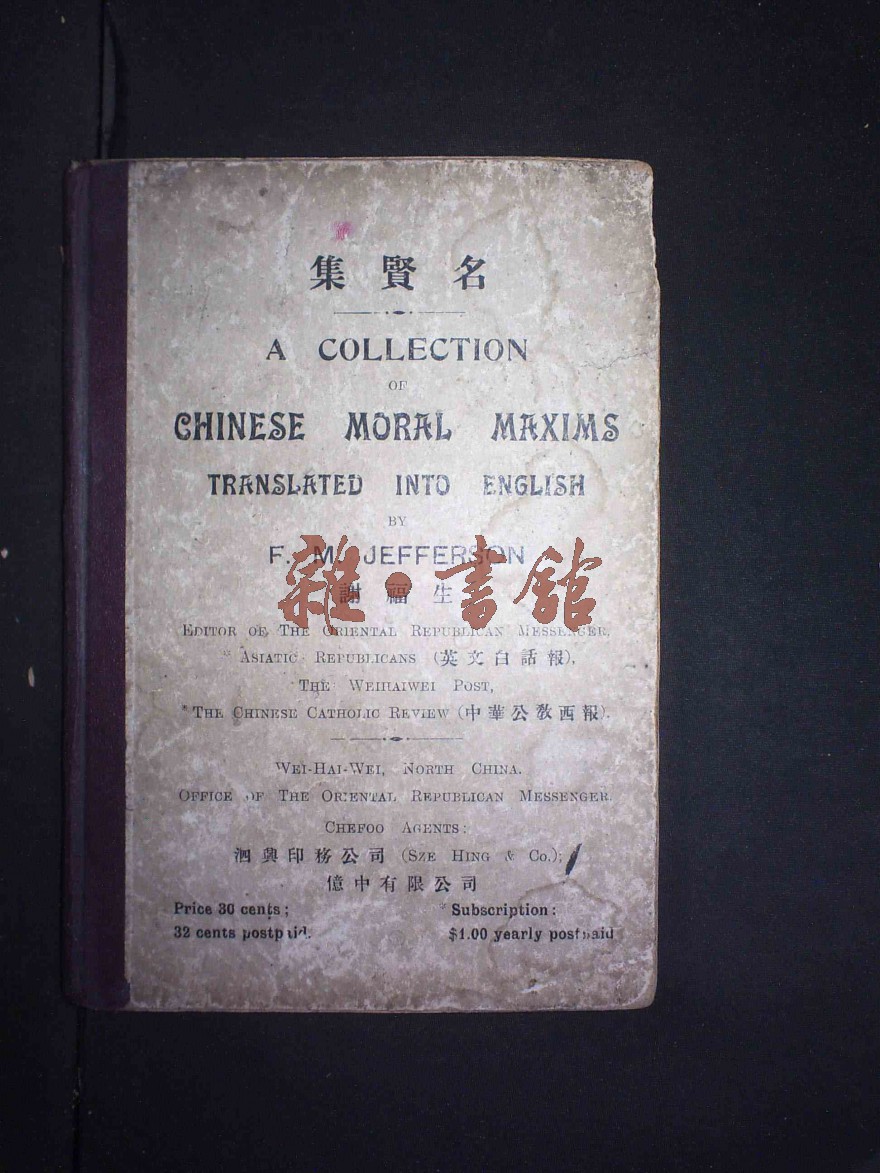 集賢名
A COLLECTION
OF
CHINESE MORAL MAXIMS
TRANSLATED INTO ENGLISH
BY
F. M. JEFFERSON
謝福生
雜·書館
EDITOR OF THE ORIENTAL REPUBLICAN MESSENGER,
* ASIATIC REPUBLICANS (英文白話報),
THE WEIHAIWEI POST,
* THE CHINESE CATHOLIC REVIEW (中華公教西報).
WEI-HAI-WEI, NORTH CHINA.
OFFICE OF THE ORIENTAL REPUBLICAN MESSENGER.
CHEFOO AGENTS:
泗興印務公司 (SZE HING & CO.);
億中有限公司
Price 30 cents; * Subscription:
32 cents postpaid. $1.00 yearly postpaid